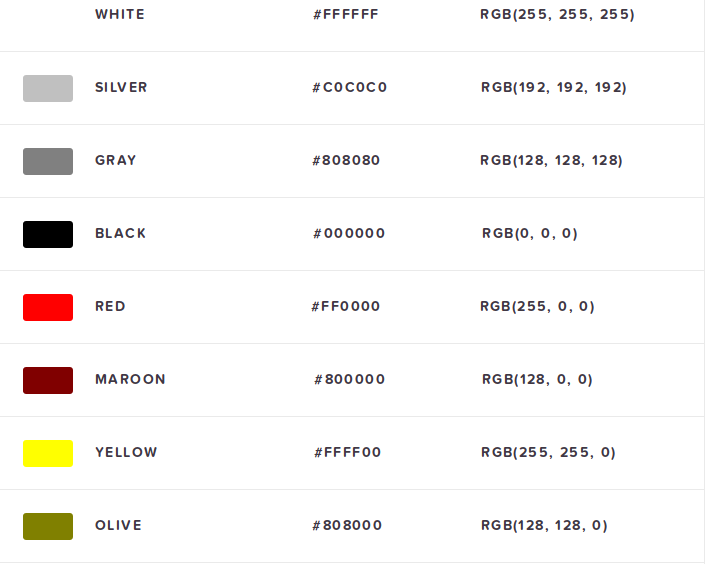 WHITE #FFFFFF RGB(255, 255, 255)
SILVER #C0C0C0 RGB(192, 192, 192)
GRAY #808080 RGB(128, 128, 128)
BLACK #000000 RGB(0, 0, 0)
RED #FF0000 RGB(255, 0, 0)
MAROON #800000 RGB(128, 0, 0)
YELLOW #FFFF00 RGB(255, 255, 0)
OLIVE #808000 RGB(128, 128, 0)